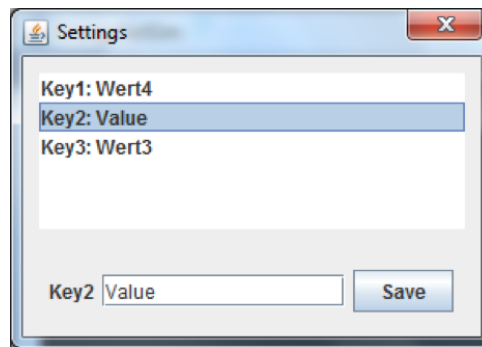 Settings
Key1: Wert4
Key2: Value
Key3: Wert3
Key2 Value Save